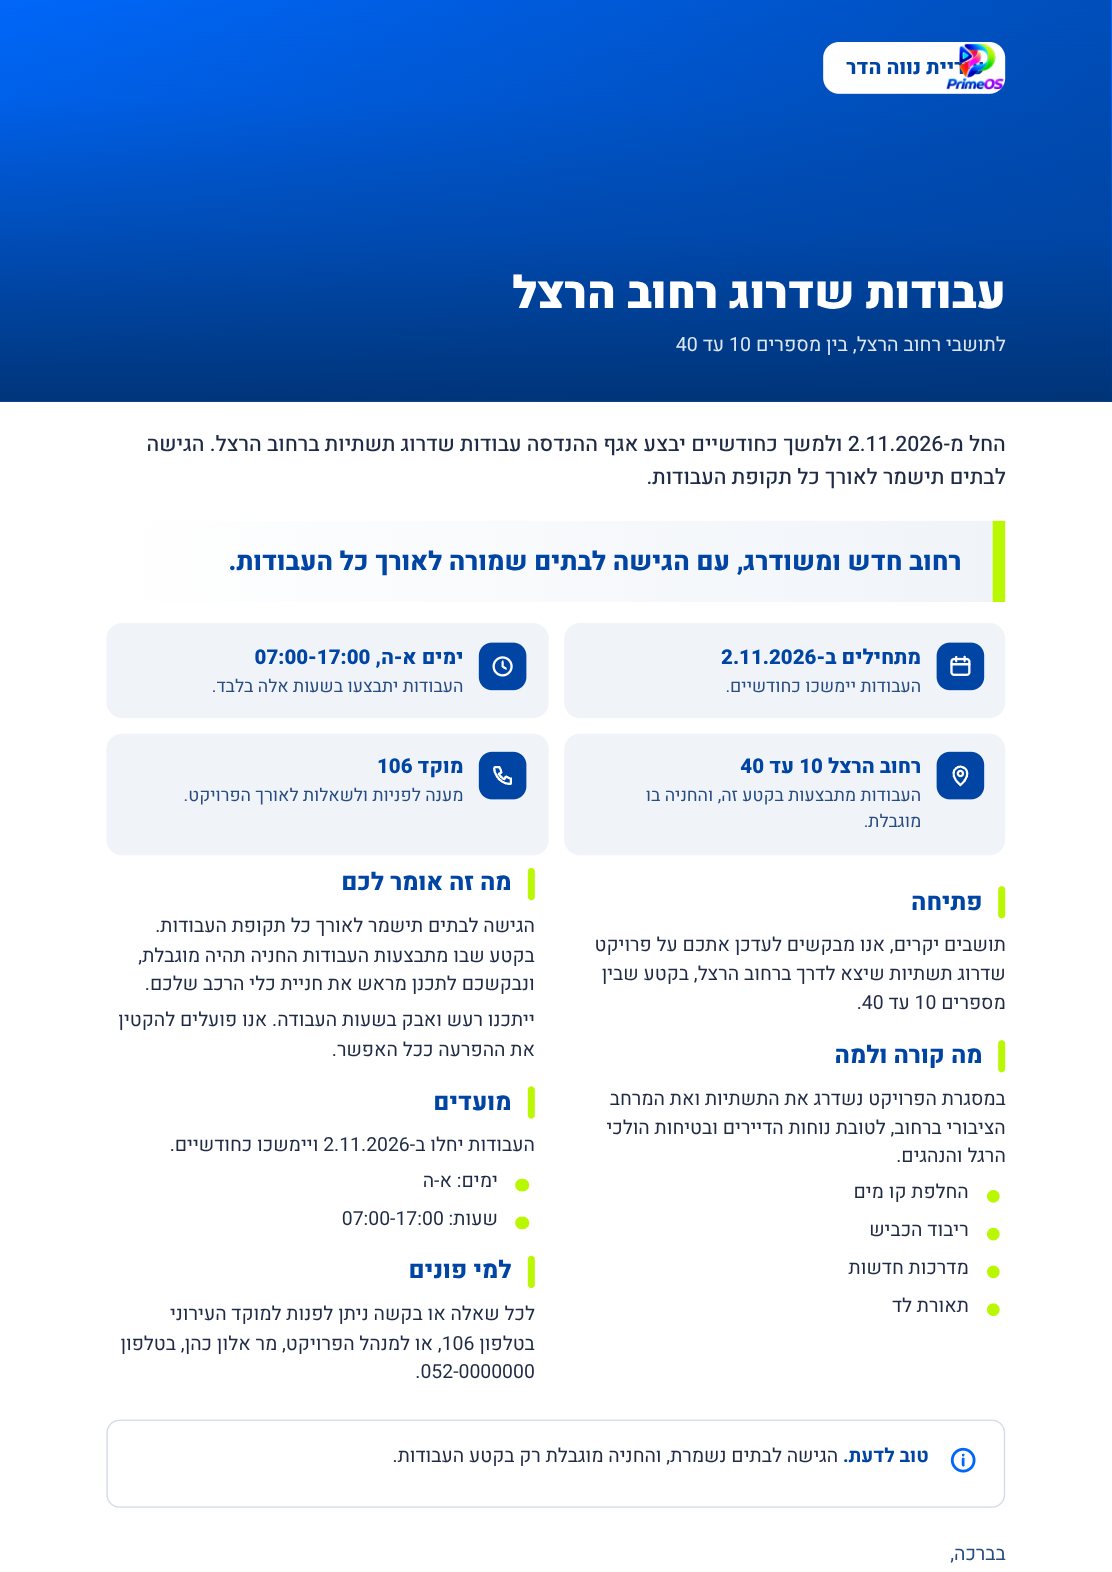 נווה הדר
PrimeOS
עבודות שדרוג רחוב הרצל
לתושבי רחוב הרצל, בין מספרים 10 עד 40
החל מ-2.11.2026 ולמשך כחודשיים יבצע אגף ההנדסה עבודות שדרוג תשתיות ברחוב הרצל. הגישה
לבתים תישמר לאורך כל תקופת העבודות.
רחוב חדש ומשודרג, עם הגישה לבתים שמורה לאורך כל העבודות.
מתחילים ב-2.11.2026
העבודות יימשכו כחודשיים.
ימים א-ה, 07:00-17:00
העבודות יתבצעו בשעות אלה בלבד.
רחוב הרצל 10 עד 40
העבודות מתבצעות בקטע זה, והחניה בו
מוגבלת.
מוקד 106
מענה לפניות ולשאלות לאורך הפרויקט.
פתיחה
תושבים יקרים, אנו מבקשים לעדכן אתכם על פרויקט
שדרוג תשתיות שיצא לדרך ברחוב הרצל, בקטע שבין
מספרים 10 עד 40.
מה קורה ולמה
במסגרת הפרויקט נשדרג את התשתיות ואת המרחב
הציבורי ברחוב, לטובת נוחות הדיירים ובטיחות הולכי
הרגל והנהגים.
החלפת קו מים
ריבוד הכביש
מדרכות חדשות
תאורת לד
מה זה אומר לכם
הגישה לבתים תישמר לאורך כל תקופת העבודות.
בקטע שבו מתבצעות העבודות החניה תהיה מוגבלת,
ונבקשכם לתכנן מראש את חניית כלי הרכב שלכם.
ייתכנו רעש ואבק בשעות העבודה. אנו פועלים להקטין
את ההפרעה ככל האפשר.
מועדים
העבודות יחלו ב-2.11.2026 ויימשכו כחודשיים.
ימים: א-ה
שעות: 07:00-17:00
למי פונים
לכל שאלה או בקשה ניתן לפנות למוקד העירוני
בטלפון 106, או למנהל הפרויקט, מר אלון כהן, בטלפון
052-0000000.
טוב לדעת. הגישה לבתים נשמרת, והחניה מוגבלת רק בקטע העבודות.
בברכה,